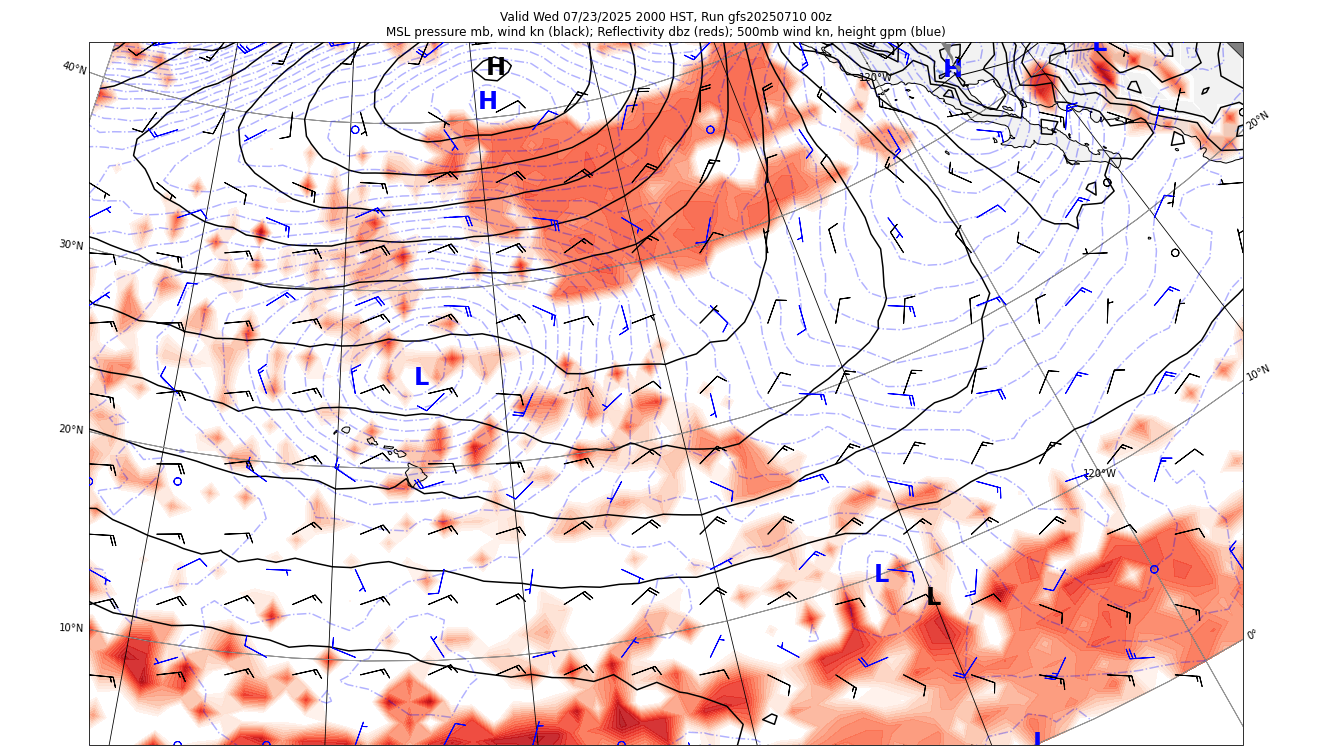 Valid Wed 07/23/2025 2000 HST, Run gfs20250710 00z
MSL pressure mb, wind kn (black); Reflectivity dbz (reds); 500mb wind kn, height gpm (blue)
L
40°N
H
H
120°W
H
20°N
30°N
L
10°N
20°N
120°W
L
L
10°N
0°
L